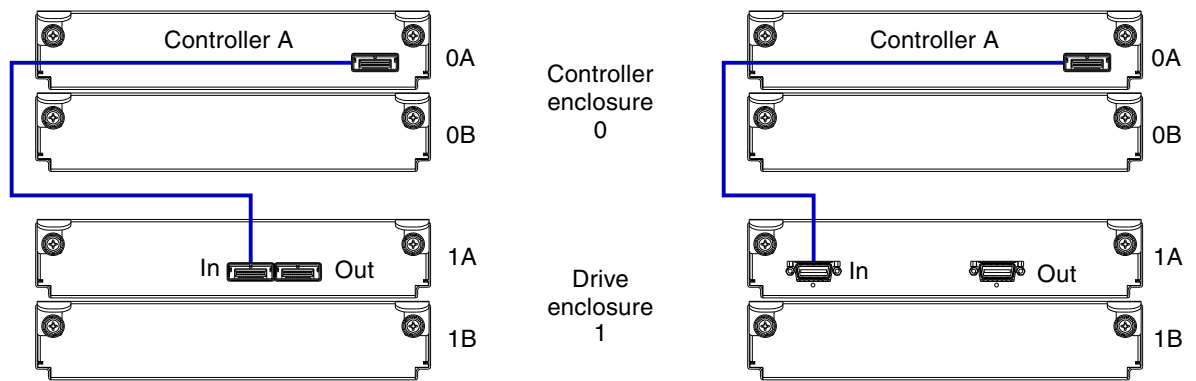 Controller A
0A
0B
Controller
enclosure
0
Controller A
0A
0B
In
Out
1A
1B
Drive
enclosure
1
In
Out
1A
1B